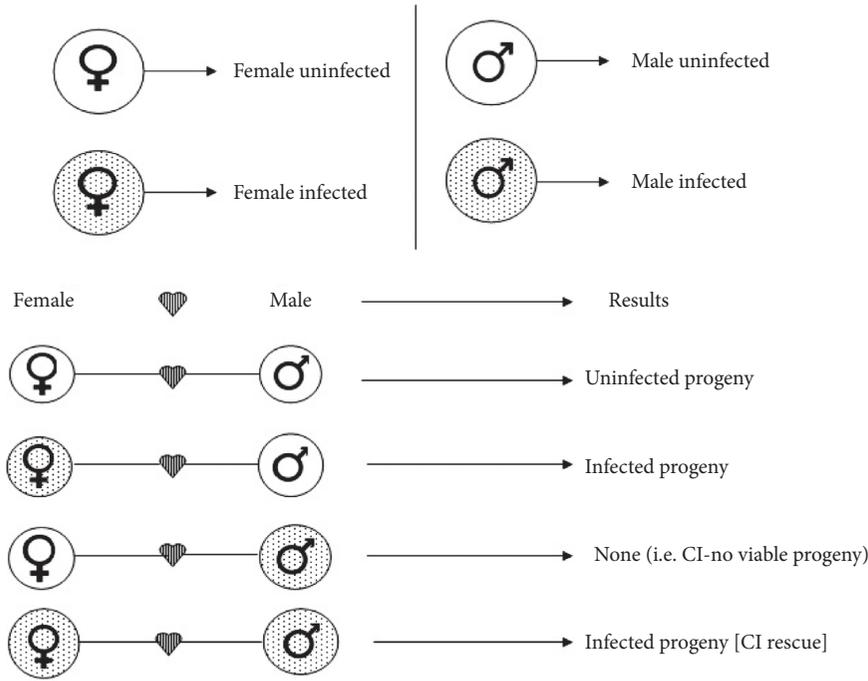 Female uninfected
Male uninfected
Female infected
Male infected
Female Male Results
Uninfected progeny
Infected progeny
None (i.e. CI-no viable progeny)
Infected progeny [CI rescue]